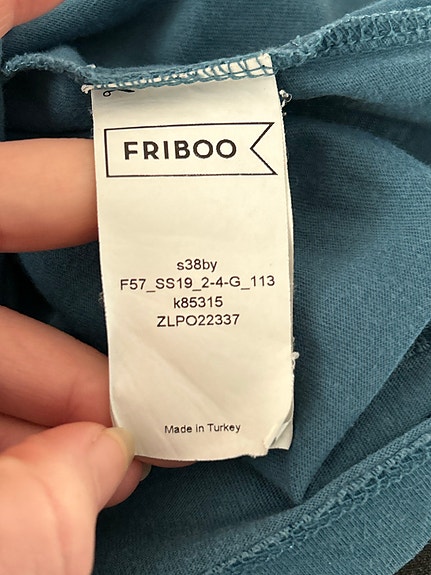 FRIBOO
s38by
F57_SS19_2-4-G_113
k85315
ZLPO22337
Made in Turkey